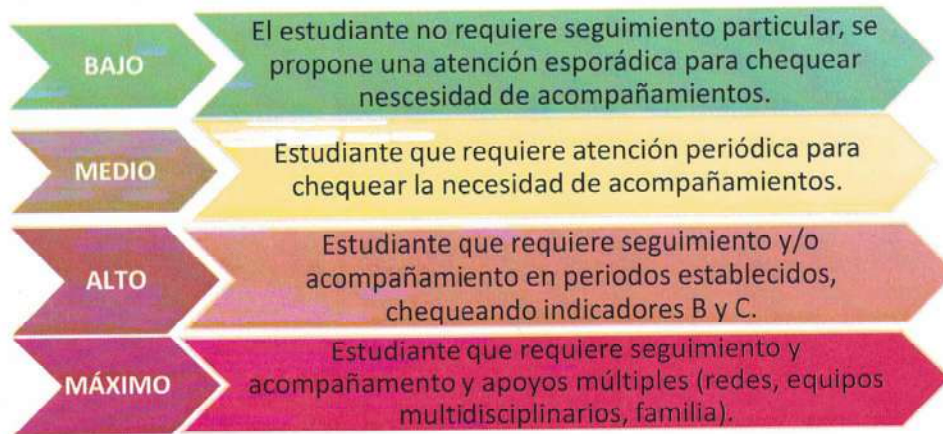 BAJO
El estudiante no requiere seguimiento particular, se
propone una atención esporádica para chequear
nescesidad de acompañamientos.
MEDIO
Estudiante que requiere atención periódica para
chequear la necesidad de acompañamientos.
ALTO
Estudiante que requiere seguimiento y/o
acompañamiento en periodos establecidos,
chequeando indicadores B y C.
MÁXIMO
Estudiante que requiere seguimiento y
acompañamento y apoyos múltiples (redes, equipos
multidisciplinarios, familia).